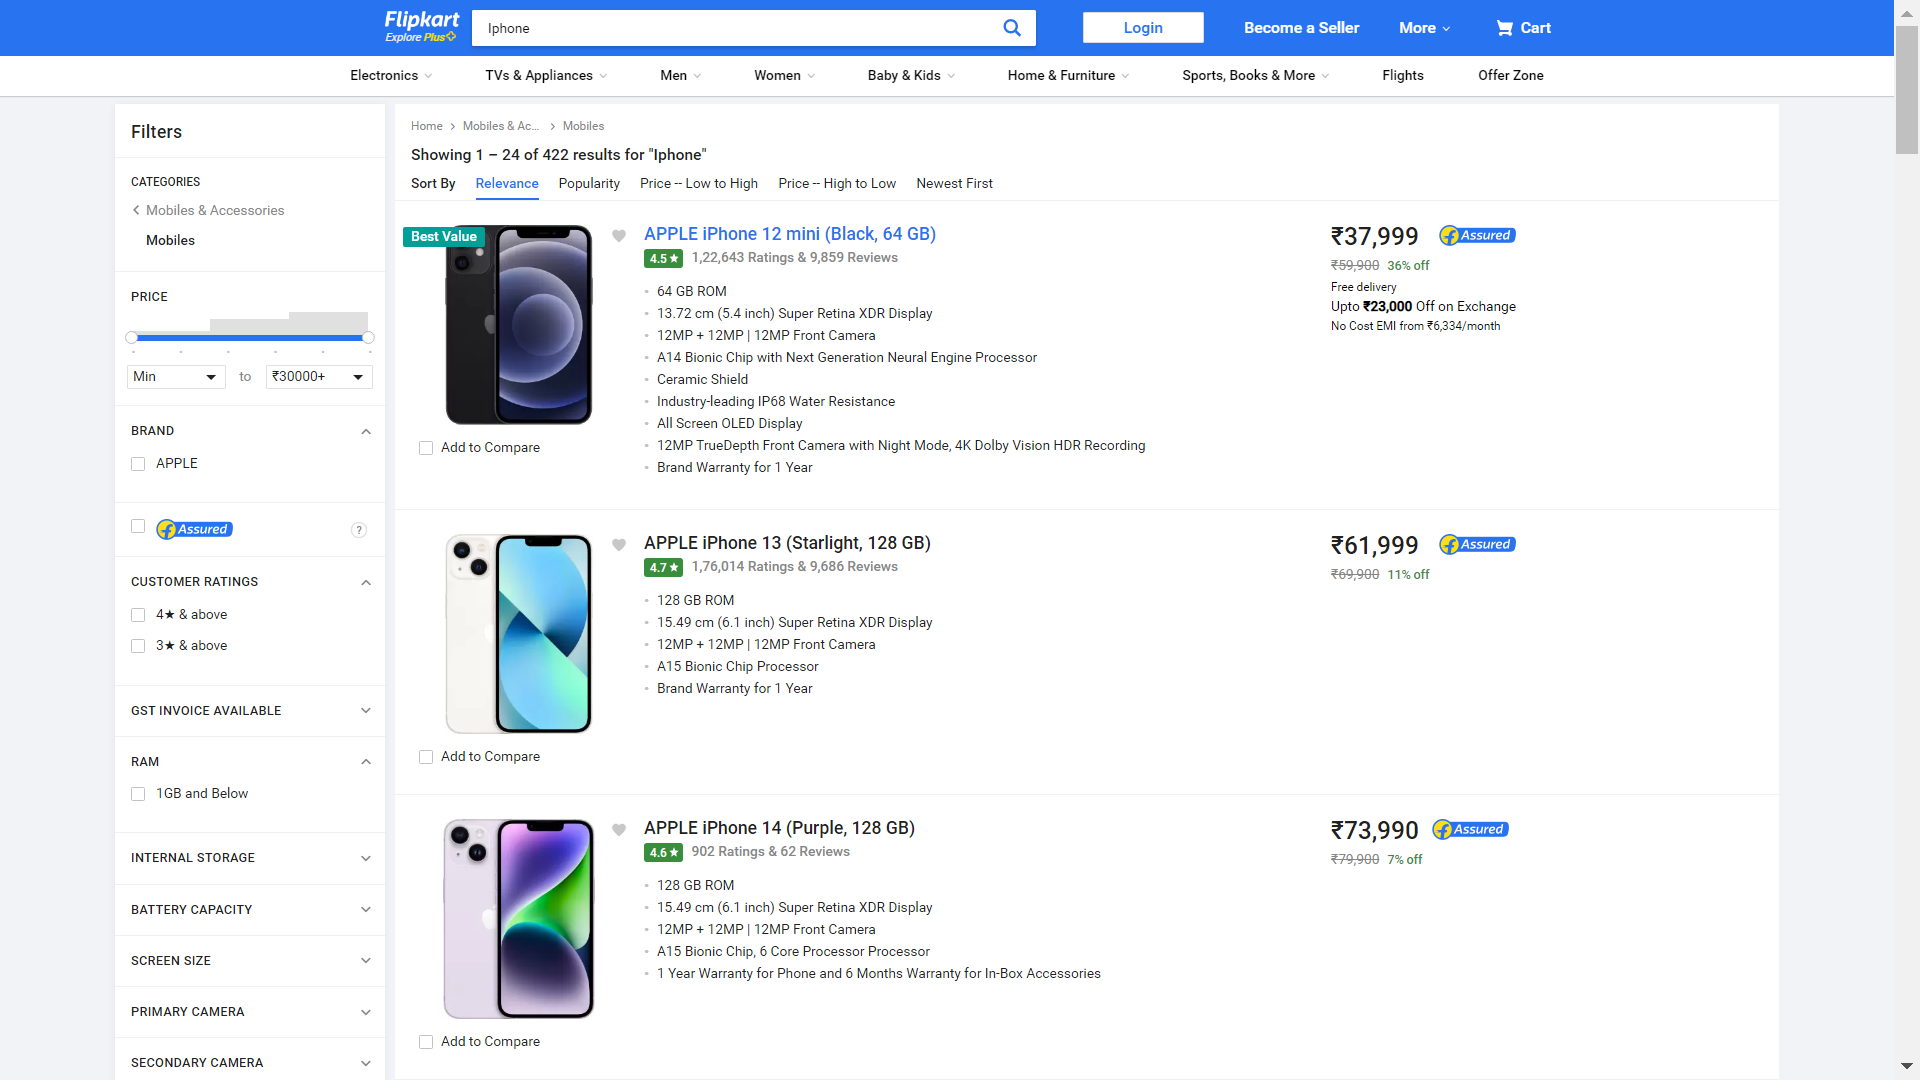 Flipkart
Explore Plus
Iphone
Login
Become a Seller
More
Cart
Electronics
TVs & Appliances
Men
Women
Baby & Kids
Home & Furniture
Sports, Books & More
Flights
Offer Zone
Filters
CATEGORIES
Mobiles & Accessories
Mobiles
PRICE
Min
to
₹30000+
BRAND
APPLE
Assured
?
CUSTOMER RATINGS
4★ & above
3★ & above
GST INVOICE AVAILABLE
RAM
1GB and Below
INTERNAL STORAGE
BATTERY CAPACITY
SCREEN SIZE
PRIMARY CAMERA
SECONDARY CAMERA
Home
Mobiles & Ac...
Mobiles
Showing 1 – 24 of 422 results for "Iphone"
Sort By
Relevance
Popularity
Price -- Low to High
Price -- High to Low
Newest First
Best Value
Add to Compare
APPLE iPhone 12 mini (Black, 64 GB)
4.5★ 1,22,643 Ratings & 9,859 Reviews
64 GB ROM
13.72 cm (5.4 inch) Super Retina XDR Display
12MP + 12MP | 12MP Front Camera
A14 Bionic Chip with Next Generation Neural Engine Processor
Ceramic Shield
Industry-leading IP68 Water Resistance
All Screen OLED Display
12MP TrueDepth Front Camera with Night Mode, 4K Dolby Vision HDR Recording
Brand Warranty for 1 Year
₹37,999
Assured
₹59,900 36% off
Free delivery
Upto ₹23,000 Off on Exchange
No Cost EMI from ₹6,334/month
Add to Compare
APPLE iPhone 13 (Starlight, 128 GB)
4.7★ 1,76,014 Ratings & 9,686 Reviews
128 GB ROM
15.49 cm (6.1 inch) Super Retina XDR Display
12MP + 12MP | 12MP Front Camera
A15 Bionic Chip Processor
Brand Warranty for 1 Year
₹61,999
Assured
₹69,900 11% off
Add to Compare
APPLE iPhone 14 (Purple, 128 GB)
4.6★ 902 Ratings & 62 Reviews
128 GB ROM
15.49 cm (6.1 inch) Super Retina XDR Display
12MP + 12MP | 12MP Front Camera
A15 Bionic Chip, 6 Core Processor Processor
1 Year Warranty for Phone and 6 Months Warranty for In-Box Accessories
₹73,990
Assured
₹79,900 7% off